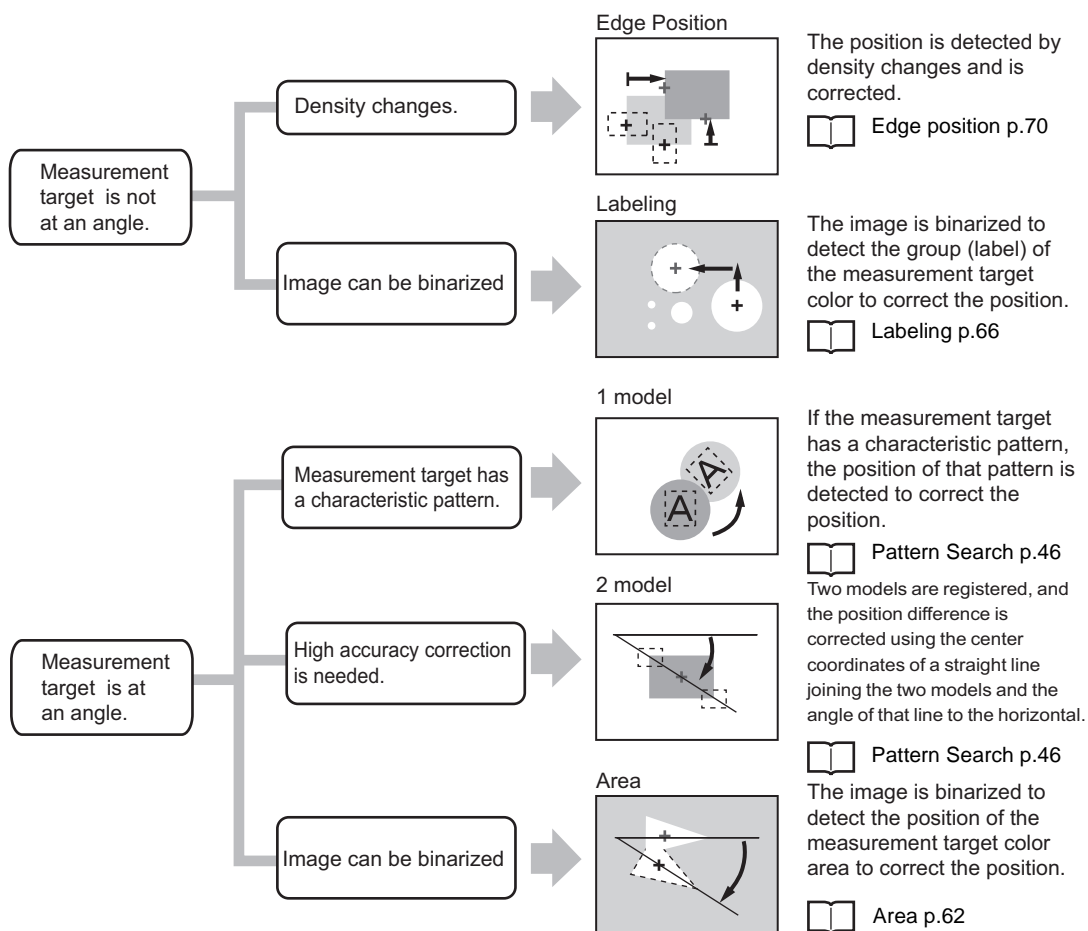 Measurement
target is not
at an angle.
Density changes.
Edge Position
The position is detected by
density changes and is
corrected.
Edge position p.70
Image can be binarized
Labeling
The image is binarized to
detect the group (label) of
the measurement target
color to correct the position.
Labeling p.66
Measurement
target is at
an angle.
Measurement target has
a characteristic pattern.
1 model
A
A
If the measurement target
has a characteristic pattern,
the position of that pattern is
detected to correct the
position.
Pattern Search p.46
High accuracy correction
is needed.
2 model
Two models are registered, and
the position difference is
corrected using the center
coordinates of a straight line
joining the two models and the
angle of that line to the horizontal.
Pattern Search p.46
Image can be binarized
Area
The image is binarized to
detect the position of the
measurement target color
area to correct the position.
Area p.62